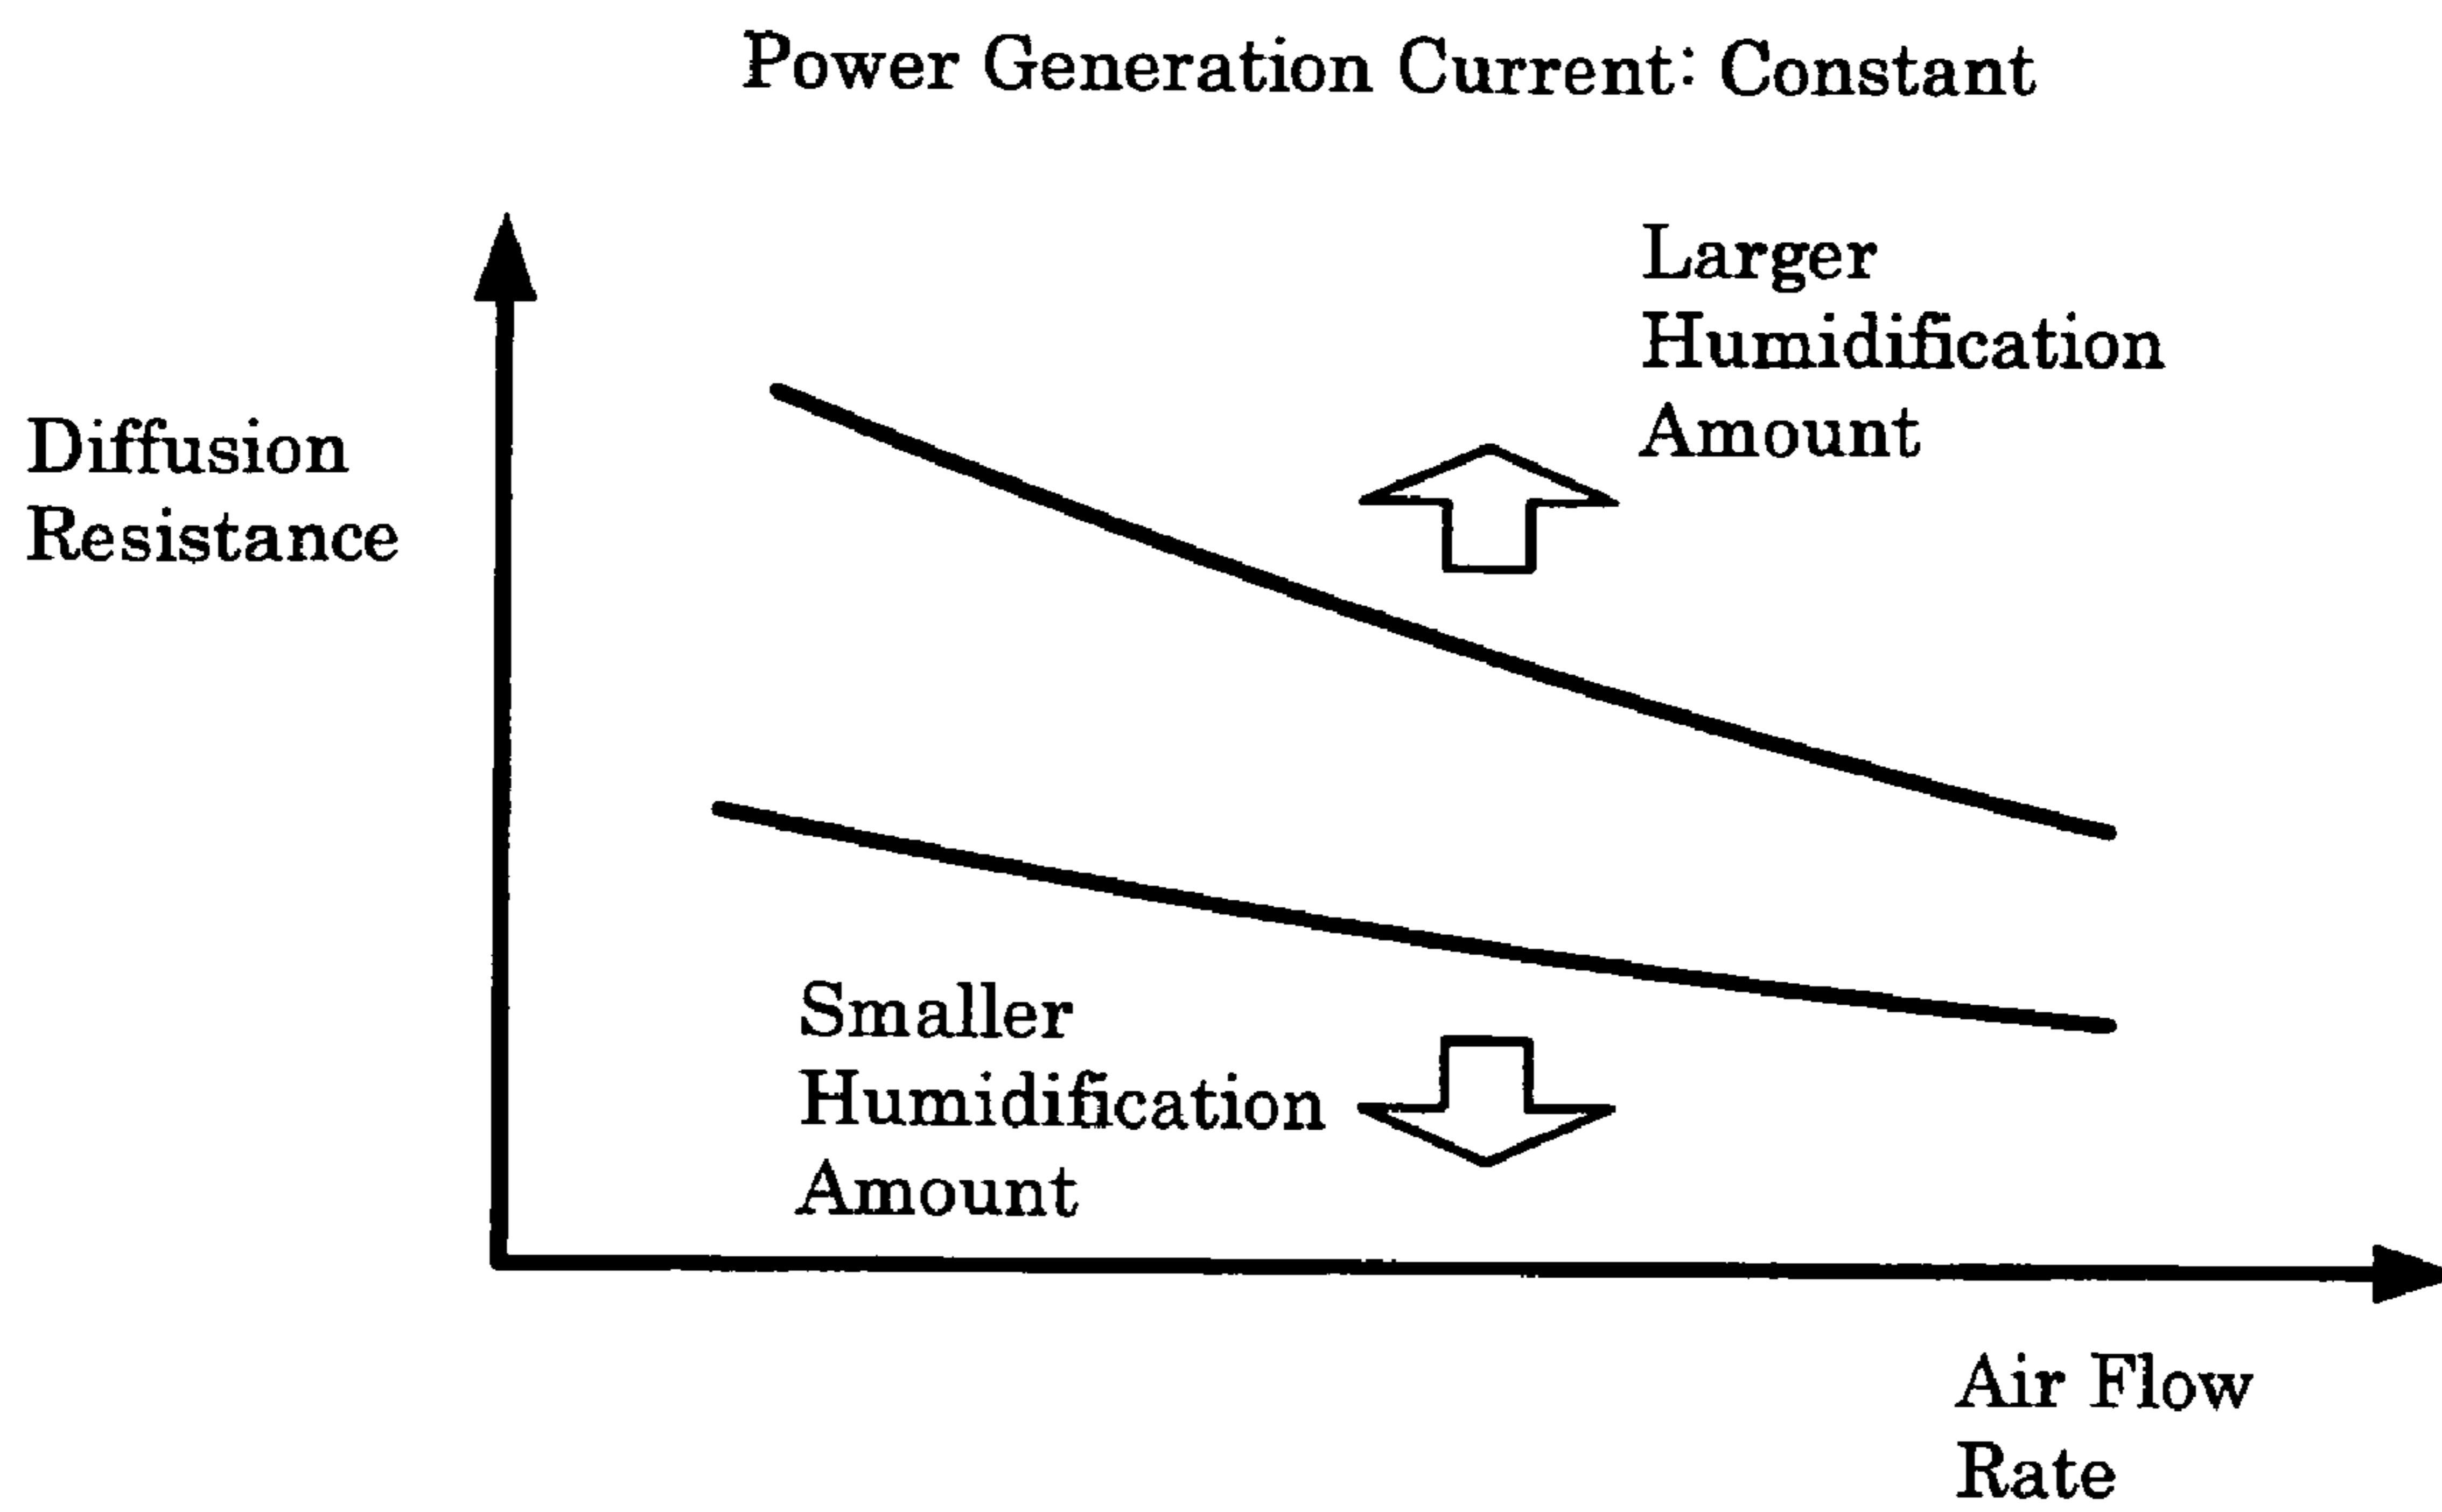 Power Generation Current: Constant
Larger
Humidification
Amount
Diffusion
Resistance
Smaller
Humidification
Amount
Air Flow
Rate